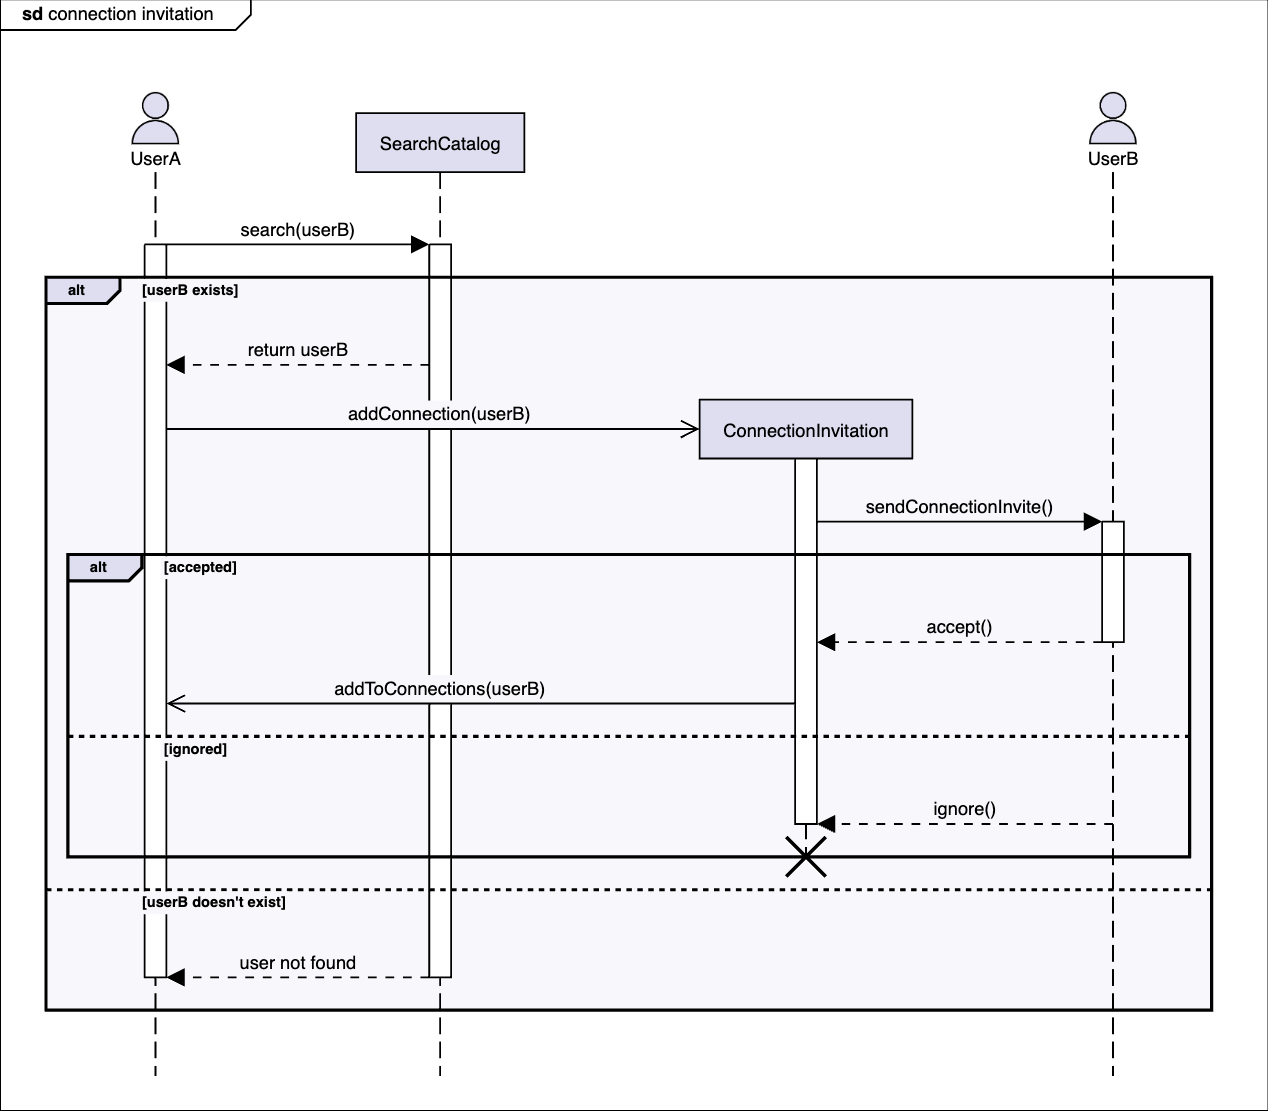 sd connection invitation
UserA
SearchCatalog
UserB
search(userB)
alt
[userB exists]
return userB
addConnection(userB)
ConnectionInvitation
sendConnectionInvite()
alt
[accepted]
accept()
addToConnections(userB)
[ignored]
ignore()
[userB doesn't exist]
user not found